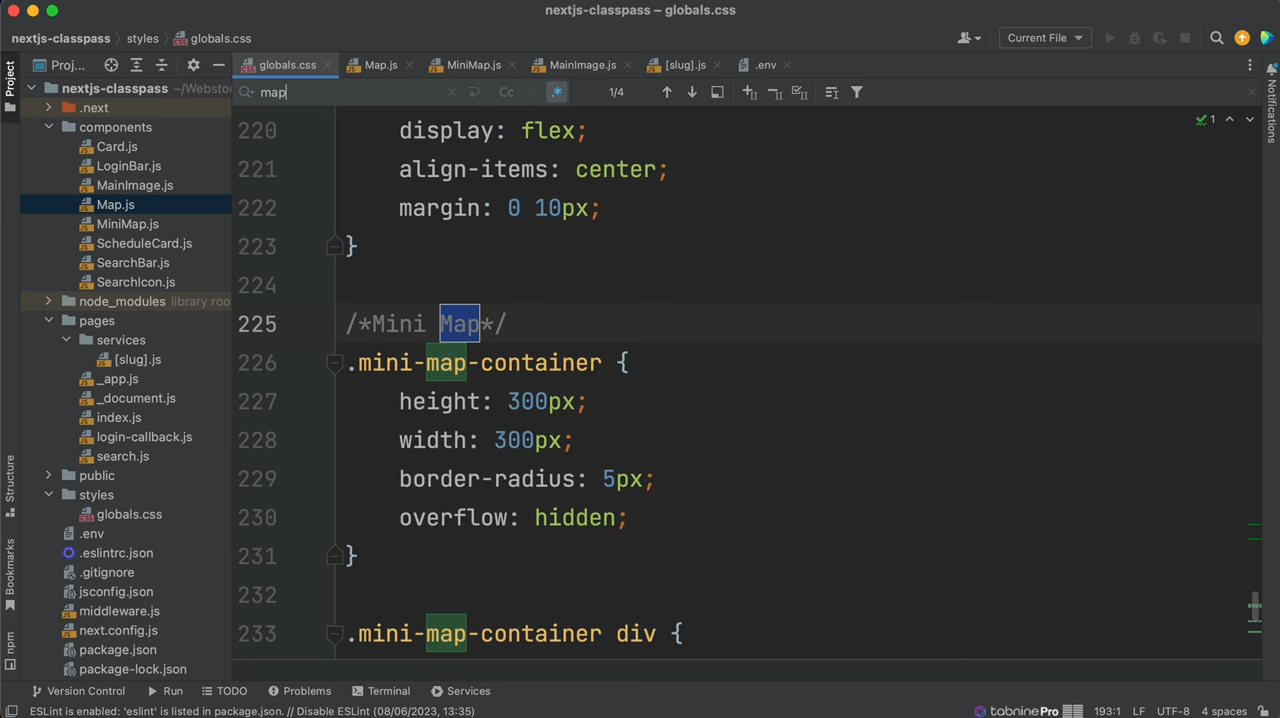 nextjs-classpass – globals.css
nextjs-classpass styles globals.css Current File
Project Proj... globals.css Map.js MiniMap.js MainImage.js [slug].js .env Notifications
map Cc W .* 1/4
nextjs-classpass ~/Webstor
.next
components
Card.js
LoginBar.js
MainImage.js
Map.js
MiniMap.js
ScheduleCard.js
SearchBar.js
SearchIcon.js
node_modules library roo
pages
services
[slug].js
_app.js
_document.js
index.js
login-callback.js
search.js
public
styles
globals.css
.env
.eslintrc.json
.gitignore
jsconfig.json
middleware.js
next.config.js
package.json
package-lock.json
Structure
Bookmarks
npm
1
220 display: flex;
221 align-items: center;
222 margin: 0 10px;
223 }
224
225 /*Mini Map*/
226 .mini-map-container {
227 height: 300px;
228 width: 300px;
229 border-radius: 5px;
230 overflow: hidden;
231 }
232
233 .mini-map-container div {
Version Control Run TODO Problems Terminal Services
ESLint is enabled: 'eslint' is listed in package.json. // Disable ESLint (08/06/2023, 13:35) tabnine Pro 193:1 LF UTF-8 4 spaces